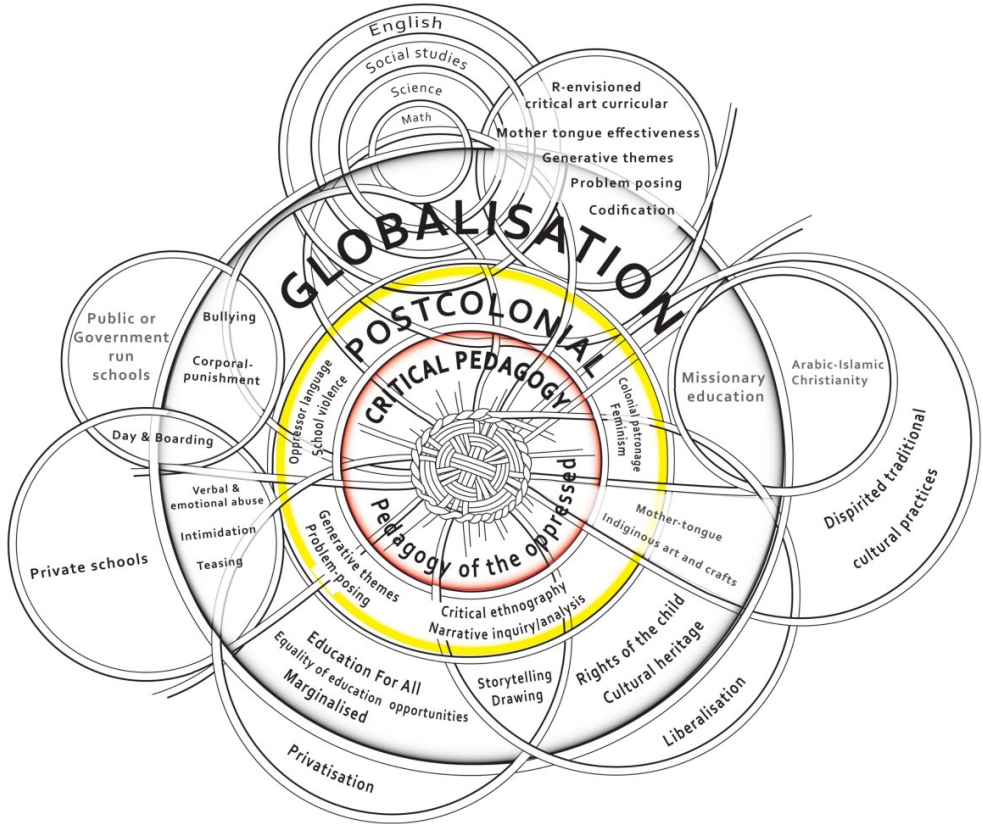 English
Social studies
Science
Math
R-envisioned
critical art curricular
Mother tongue effectiveness
Generative themes
Problem posing
Codification
GLOBALISATION
POSTCOLONIAL
CRITICAL PEDAGOGY
Pedagogy of the oppressed
Public or
Government
run
schools
Bullying
Corporal-
punishment
Day & Boarding
Private schools
Verbal &
emotional abuse
Intimidation
Teasing
Oppressor language
School violence
Colonial patronage
Feminism
Missionary
education
Arabic-Islamic
Christianity
Dispirited traditional
cultural practices
Mother-tongue
Indiginous art and crafts
Generative themes
Problem posing
Critical ethnography
Narrative inquiry/analysis
Education For All
Equality of education opportunities
Marginalised
Storytelling
Drawing
Rights of the child
Cultural heritage
Liberalisation
Privatisation